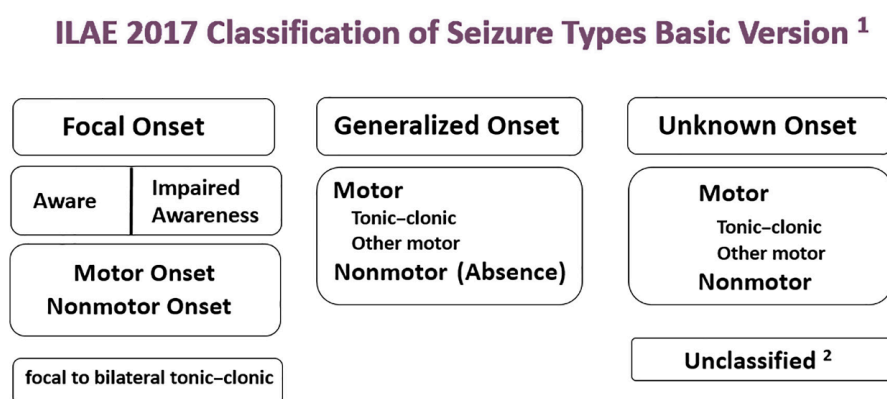 ILAE 2017 Classification of Seizure Types Basic Version ¹
Focal Onset
Aware
Impaired
Awareness
Motor Onset
Nonmotor Onset
focal to bilateral tonic–clonic
Generalized Onset
Motor
Tonic–clonic
Other motor
Nonmotor (Absence)
Unknown Onset
Motor
Tonic–clonic
Other motor
Nonmotor
Unclassified ²